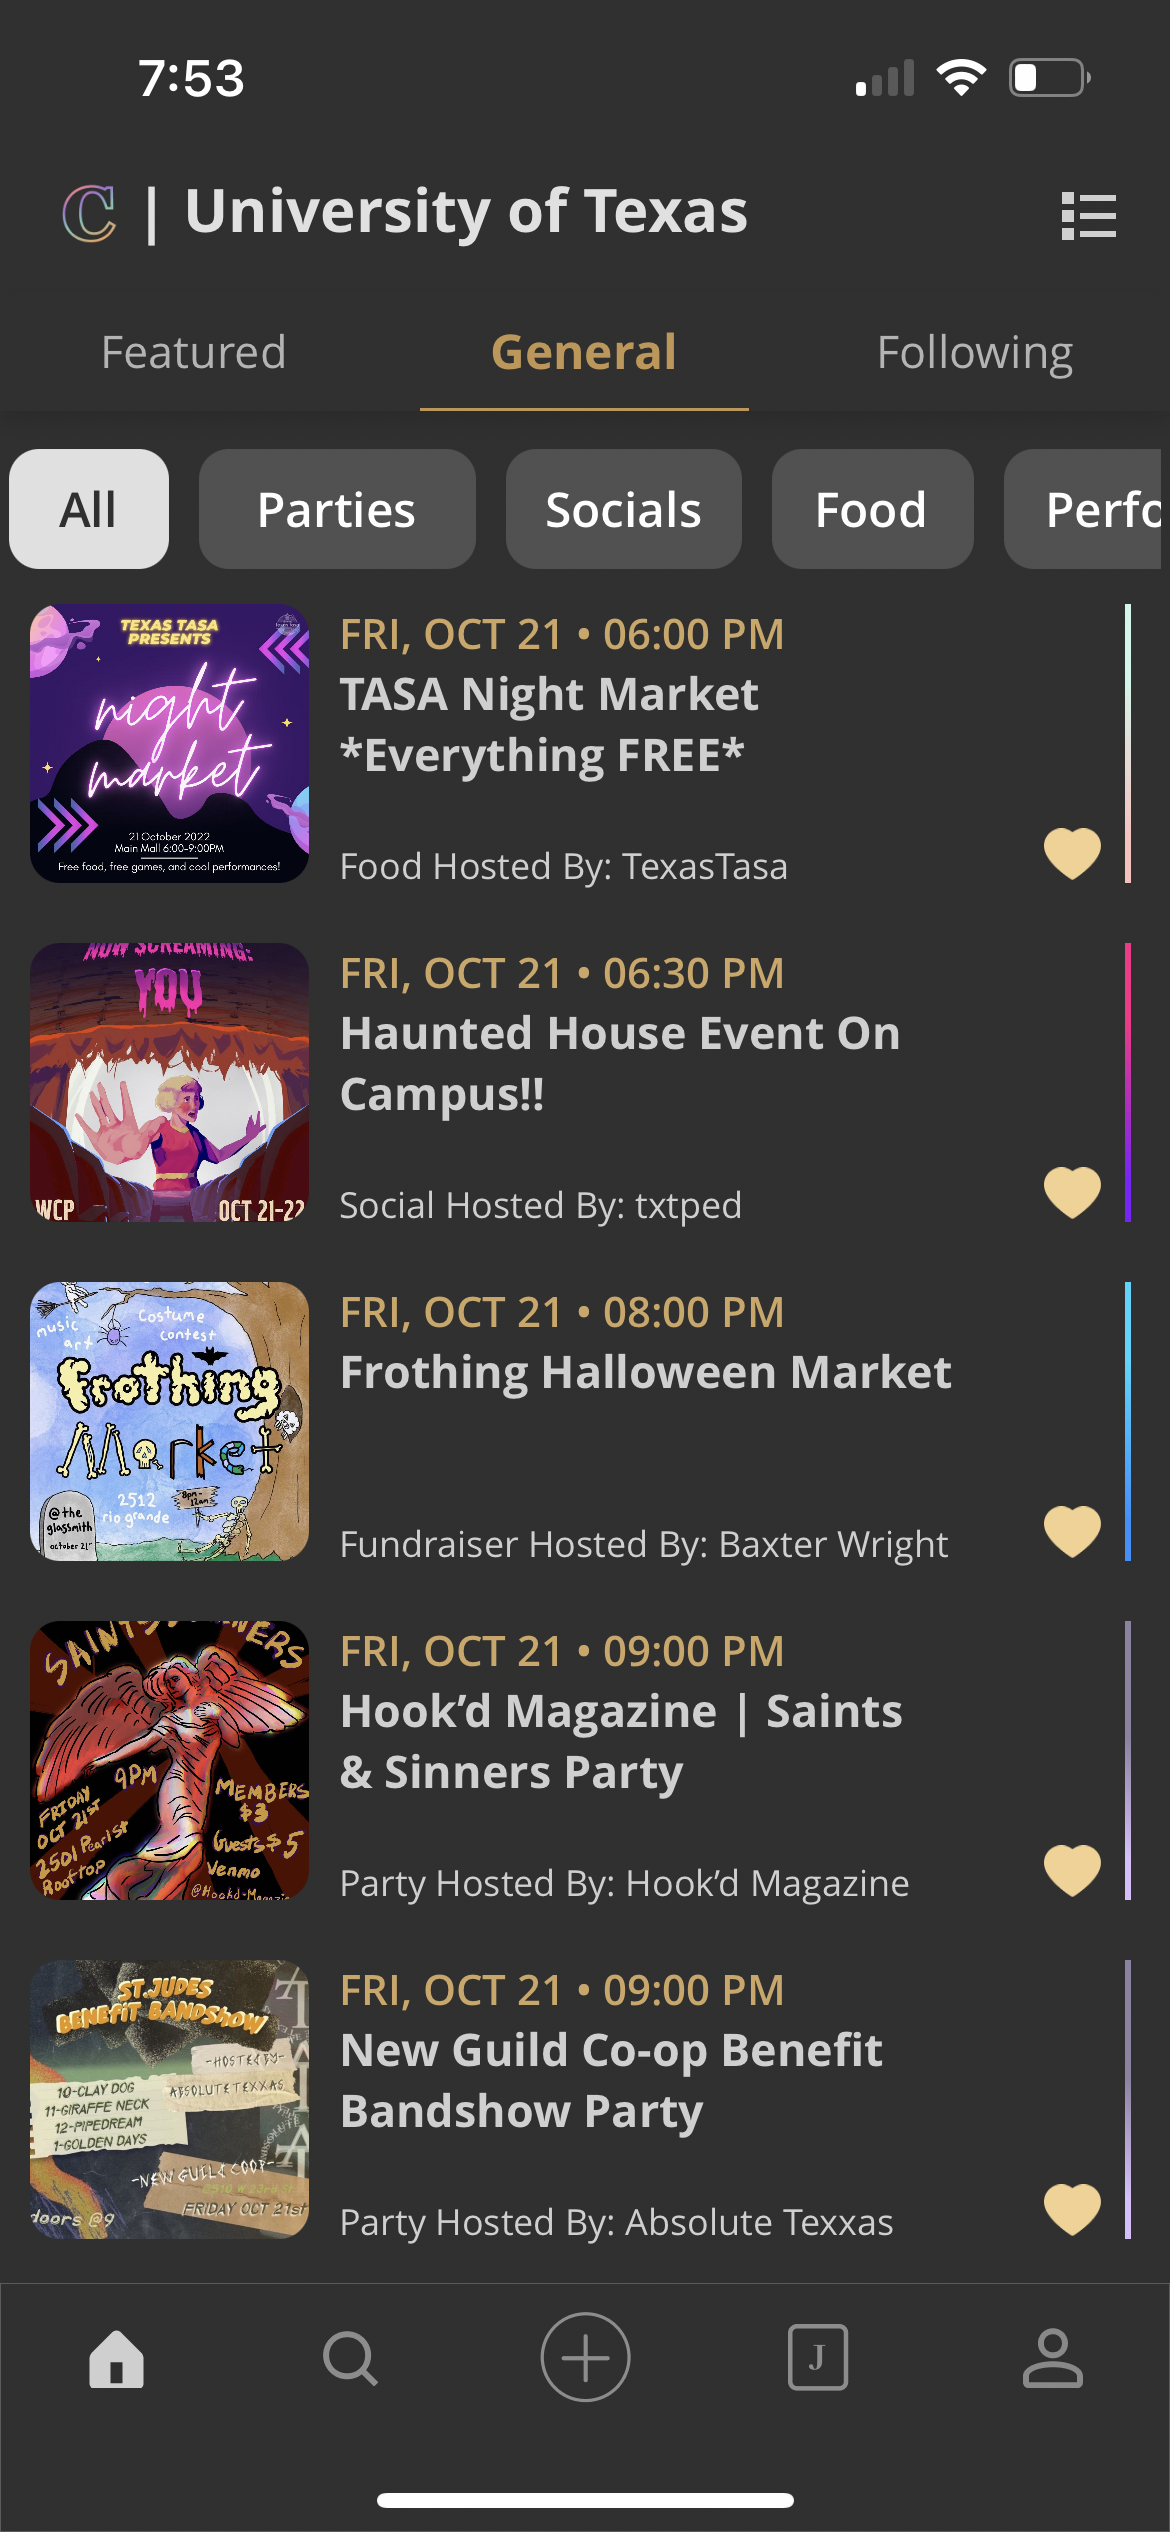 7:53
C | University of Texas
Featured
General
Following
All
Parties
Socials
Food
Perfo
TEXAS TASA
PRESENTS
night
market
21 October 2022
Main Mall 6:00-9:00PM
Free food, free games, and cool performances!
FRI, OCT 21 • 06:00 PM
TASA Night Market
*Everything FREE*
Food Hosted By: TexasTasa
NOW SCREAMING:
YOU
WCP
OCT 21-22
FRI, OCT 21 • 06:30 PM
Haunted House Event On
Campus!!
Social Hosted By: txtped
music
art
Costume
contest
Frothing
Market
@the
glassmith
october 21st
2512
rio grande
8pm-
12am
FRI, OCT 21 • 08:00 PM
Frothing Halloween Market
Fundraiser Hosted By: Baxter Wright
9PM
FRIDAY
OCT 21st
2501 Pearl St
Rooftop
MEMBERS
$3
Guests $5
Venmo
FRI, OCT 21 • 09:00 PM
Hook’d Magazine | Saints
& Sinners Party
Party Hosted By: Hook’d Magazine
ST. JUDES
BENEFIT BANDSHOW
-HOSTED BY-
ABSOLUTE TEXXAS
10-CLAY DOG
11-GIRAFFE NECK
12-PIPEDREAM
1-GOLDEN DAYS
-NEW GUILD COOP-
2510 W 23rd St.
FRIDAY OCT 21st
doors @9
FRI, OCT 21 • 09:00 PM
New Guild Co-op Benefit
Bandshow Party
Party Hosted By: Absolute Texxas
J